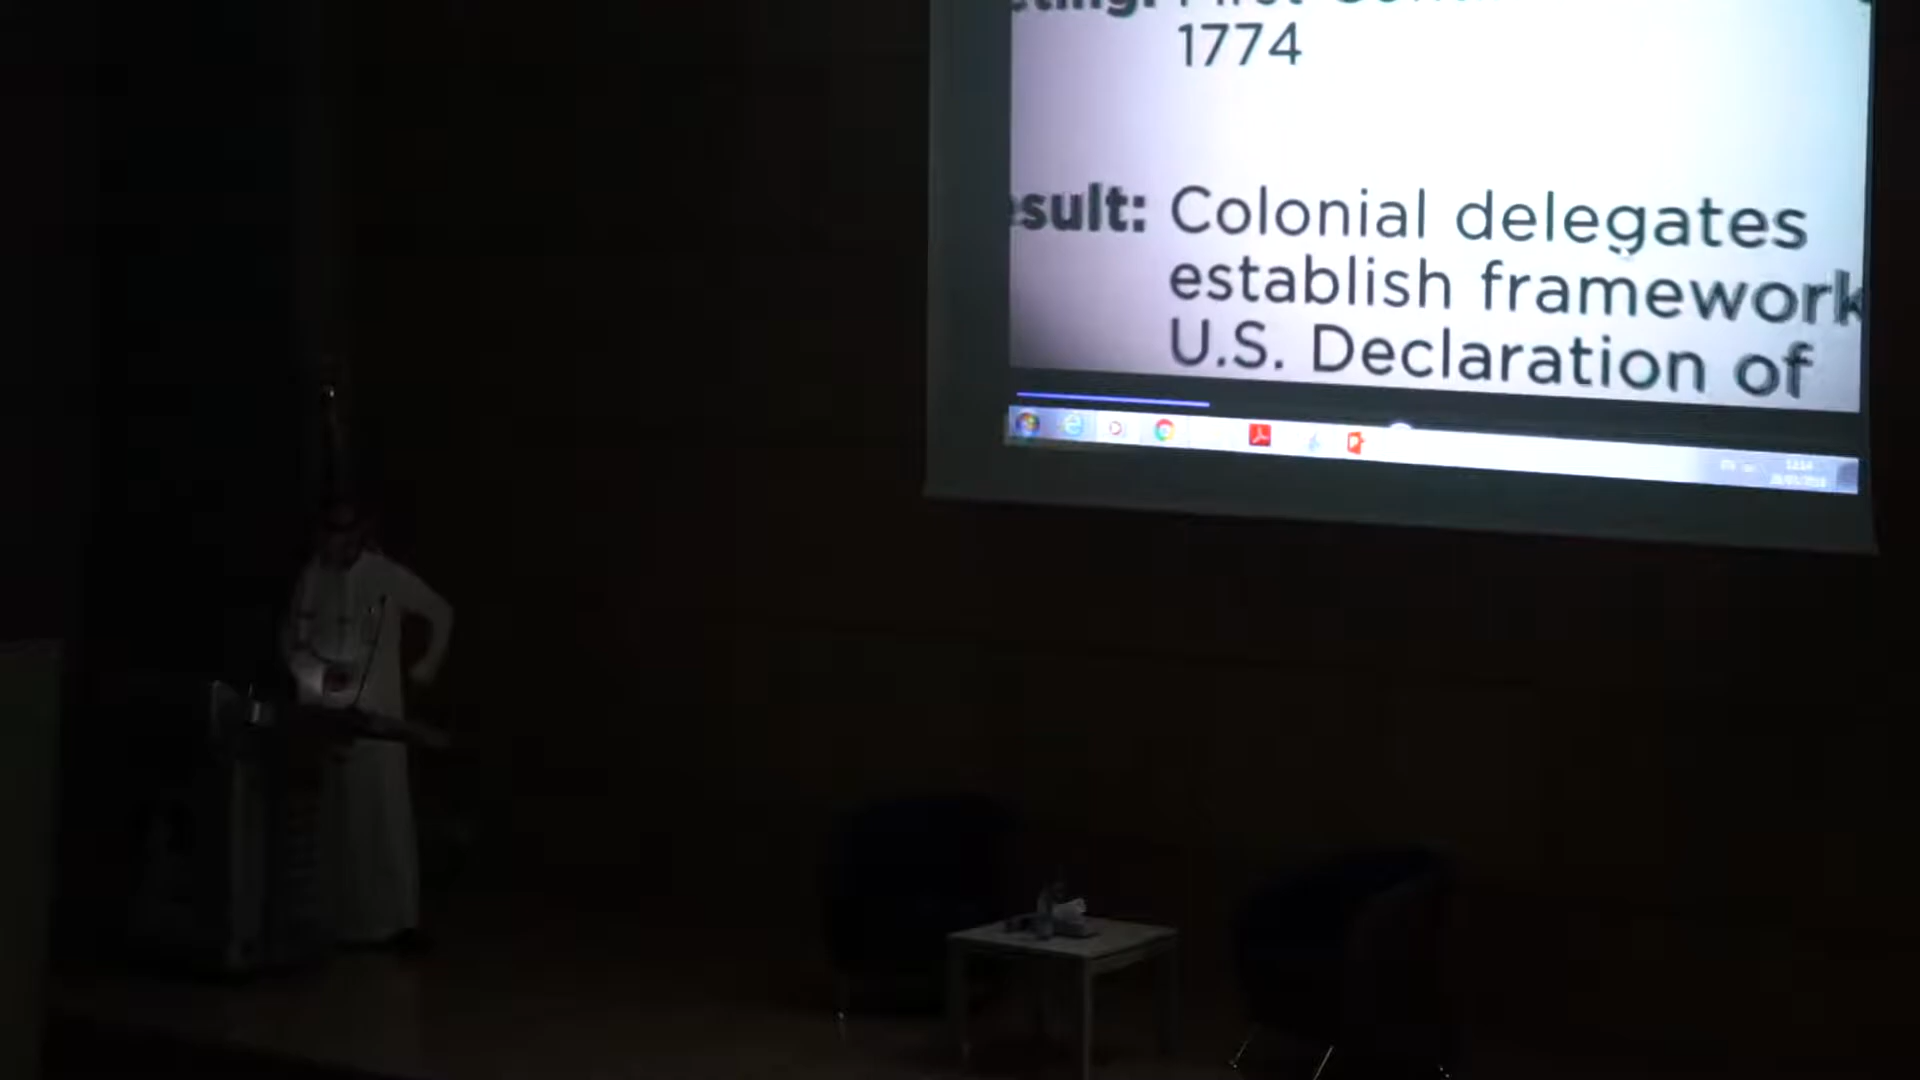 1774
sult: Colonial delegates
establish framework
U.S. Declaration of